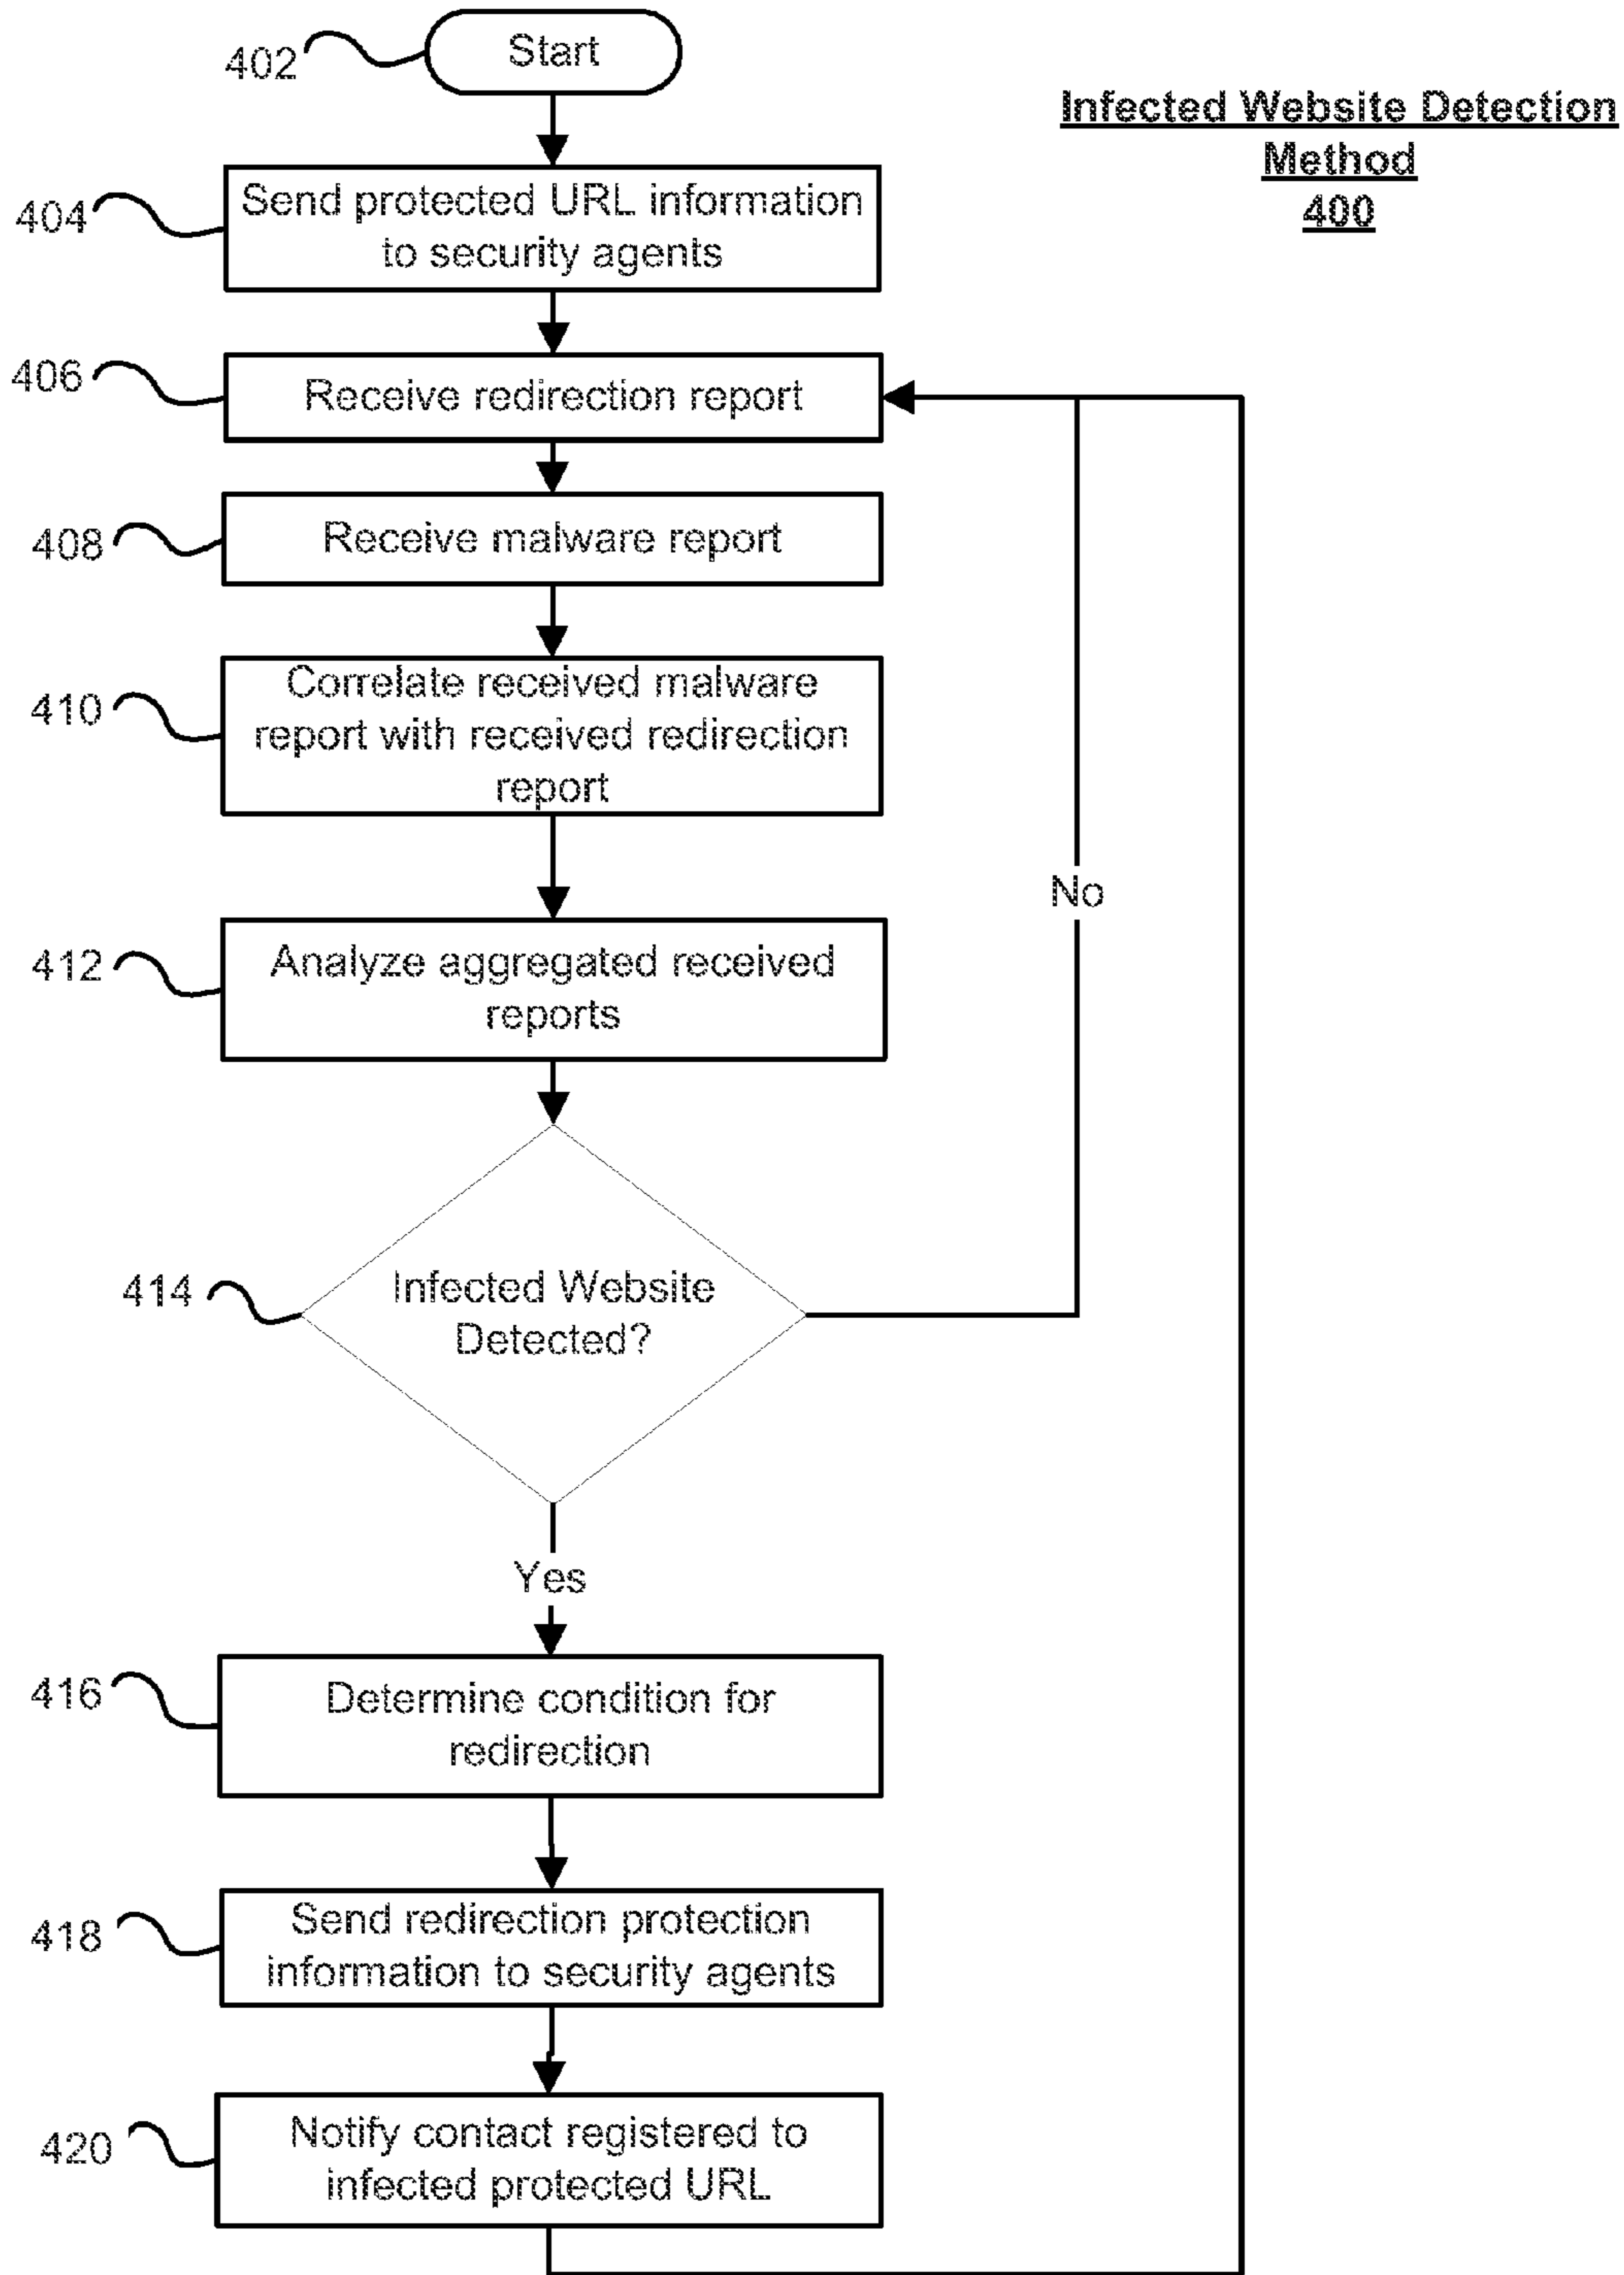 402
Start
Infected Website Detection
Method
400
404
Send protected URL information
to security agents
406
Receive redirection report
408
Receive malware report
410
Correlate received malware
report with received redirection
report
No
412
Analyze aggregated received
reports
414
Infected Website
Detected?
Yes
416
Determine condition for
redirection
418
Send redirection protection
information to security agents
420
Notify contact registered to
infected protected URL